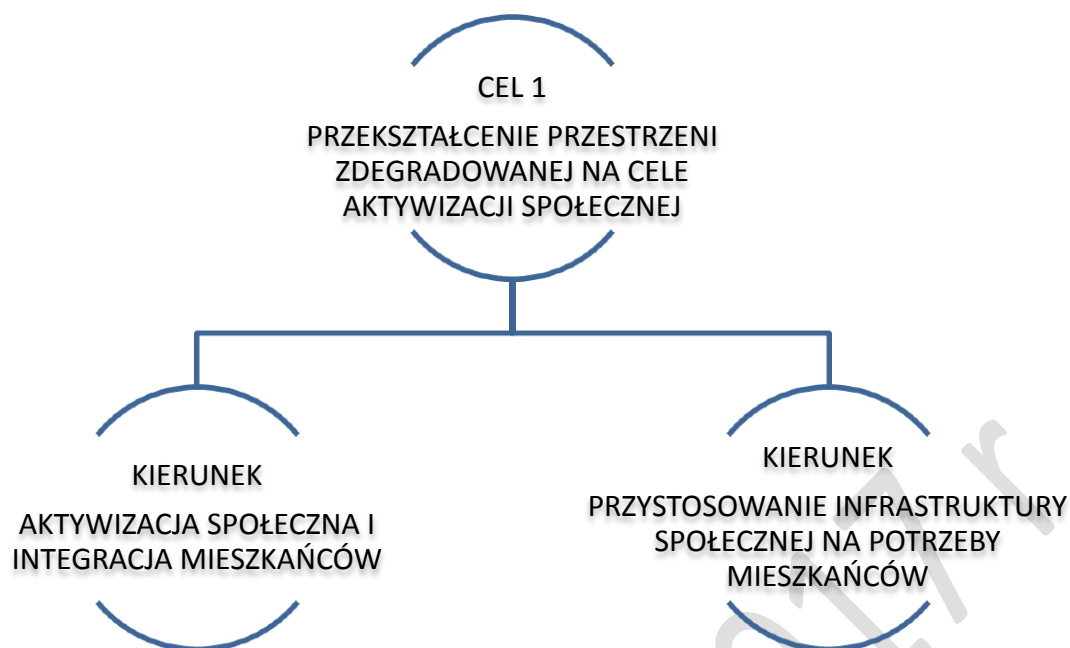 CEL 1
PRZEKSZTAŁCENIE PRZESTRZENI
ZDEGRADOWANEJ NA CELE
AKTYWIZACJI SPOŁECZNEJ
KIERUNEK
AKTYWIZACJA SPOŁECZNA I
INTEGRACJA MIESZKAŃCÓW
KIERUNEK
PRZYSTOSOWANIE INFRASTRUKTURY
SPOŁECZNEJ NA POTRZEBY
MIESZKAŃCÓW
017 r